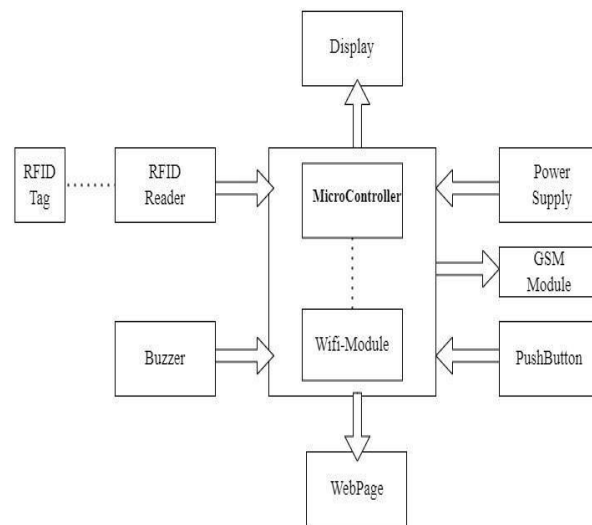 Display
RFID
Tag
RFID
Reader
MicroController
Power
Supply
GSM
Module
Buzzer
Wifi-Module
PushButton
WebPage